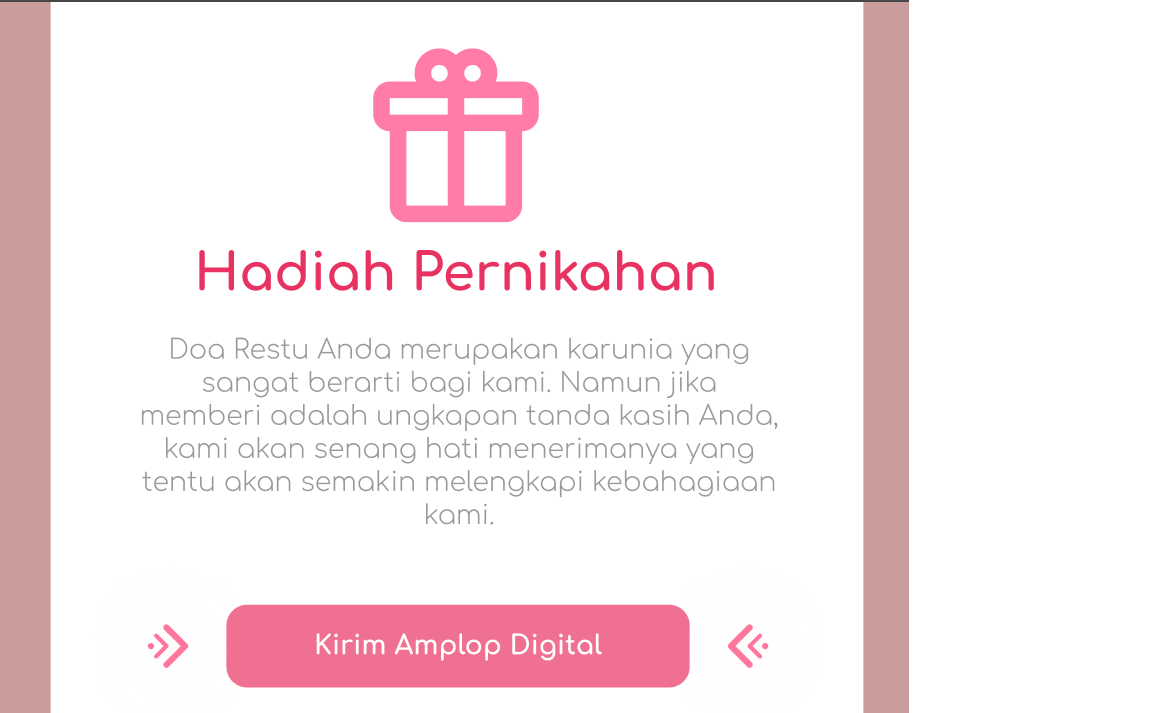 Hadiah Pernikahan
Doa Restu Anda merupakan karunia yang
sangat berarti bagi kami. Namun jika
memberi adalah ungkapan tanda kasih Anda,
kami akan senang hati menerimanya yang
tentu akan semakin melengkapi kebahagiaan
kami.
Kirim Amplop Digital